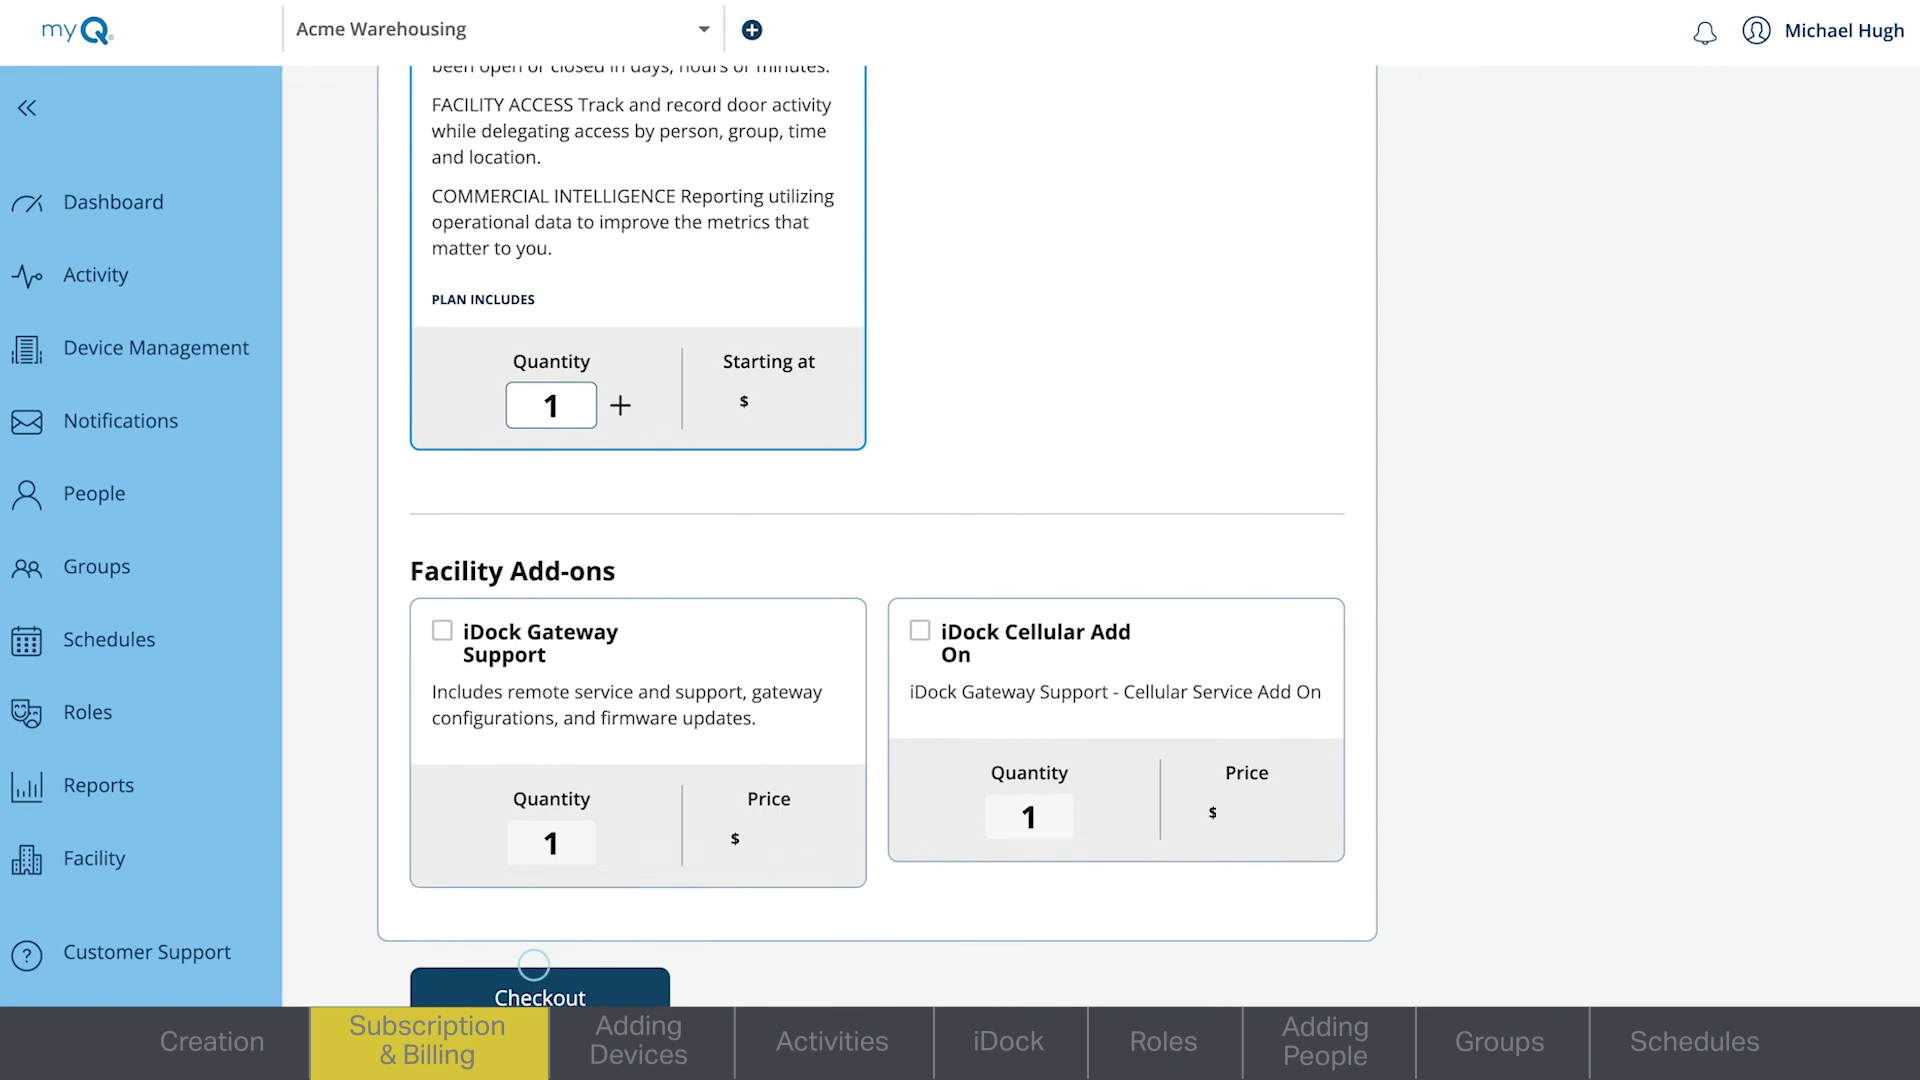 myQ
Acme Warehousing
Michael Hugh
been open or closed in days, hours or minutes.
FACILITY ACCESS Track and record door activity
while delegating access by person, group, time
and location.
COMMERCIAL INTELLIGENCE Reporting utilizing
operational data to improve the metrics that
matter to you.
PLAN INCLUDES
Quantity
Starting at
1 +
$
Dashboard
Activity
Device Management
Notifications
People
Groups
Schedules
Roles
Reports
Facility
Customer Support
Facility Add-ons
iDock Gateway
Support
Includes remote service and support, gateway
configurations, and firmware updates.
Quantity
Price
1
$
iDock Cellular Add
On
iDock Gateway Support - Cellular Service Add On
Quantity
Price
1
$
Checkout
Creation
Subscription
& Billing
Adding
Devices
Activities
iDock
Roles
Adding
People
Groups
Schedules